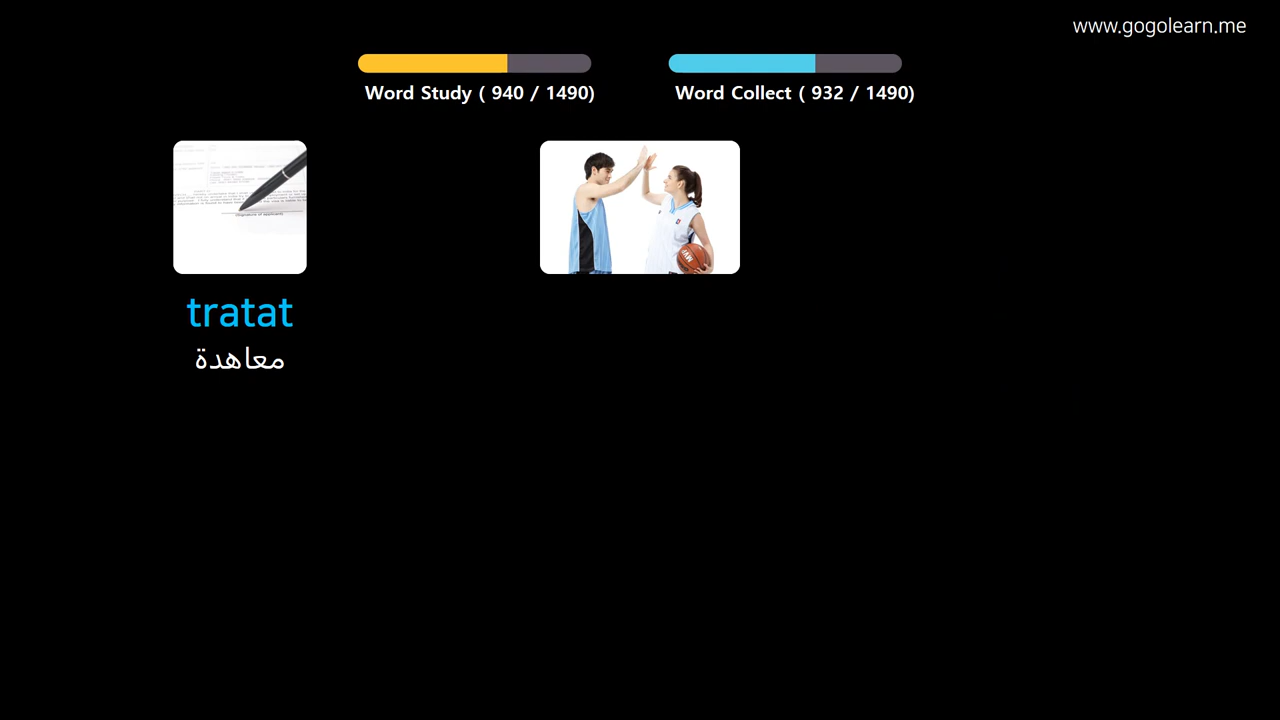 www.gogolearn.me
Word Study ( 940 / 1490)
Word Collect ( 932 / 1490)
tratat
معاهدة